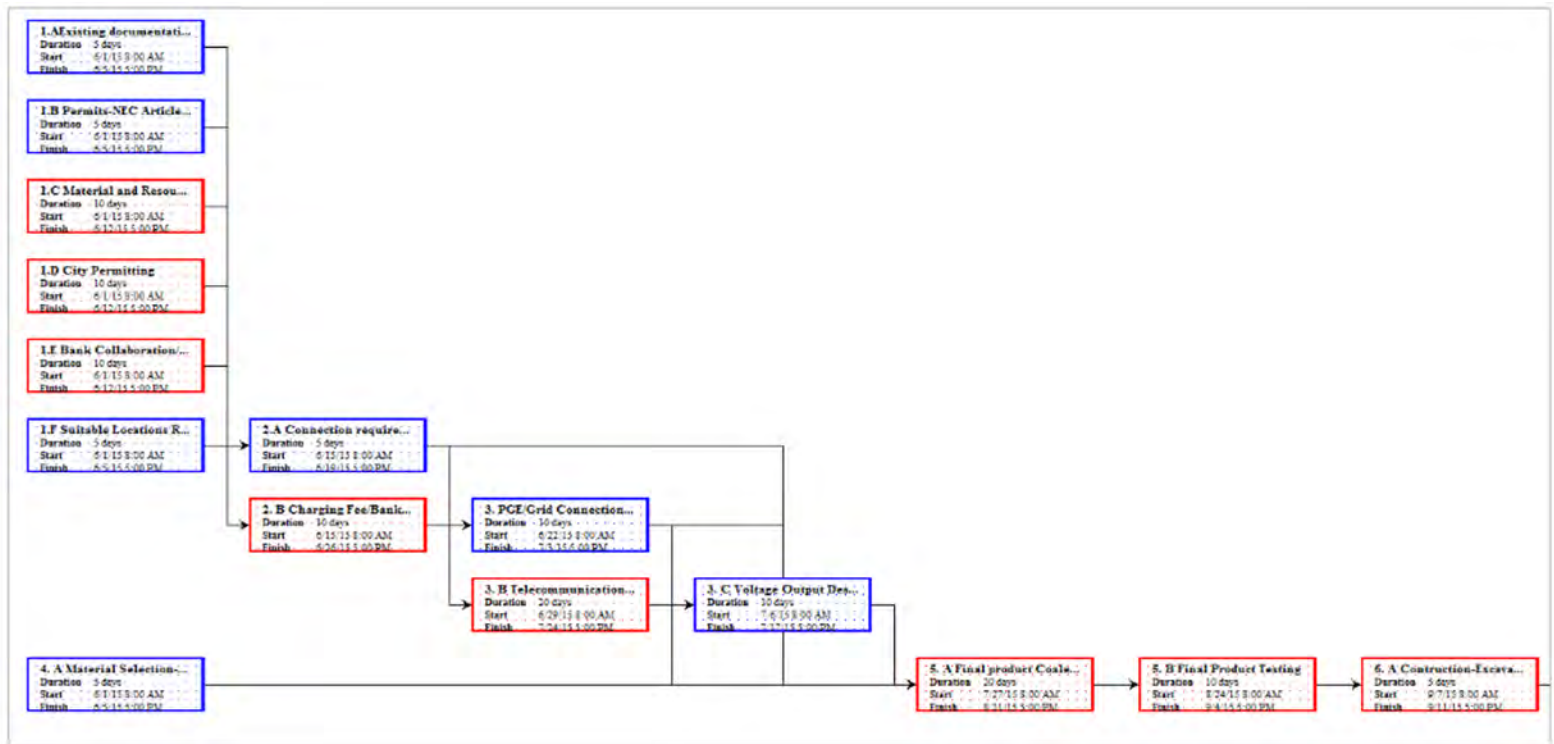 1.AExisting documentati...
Duration 5 days
Start 6/1/15 8:00 AM
Finish 6/5/15 5:00 PM
1.B Permits-NEC Article...
Duration 5 days
Start 6/1/15 8:00 AM
Finish 6/5/15 5:00 PM
1.C Material and Resou...
Duration 10 days
Start 6/1/15 8:00 AM
Finish 6/12/15 5:00 PM
1.D City Permitting
Duration 10 days
Start 6/1/15 8:00 AM
Finish 6/12/15 5:00 PM
1.E Bank Collaboration/...
Duration 10 days
Start 6/1/15 8:00 AM
Finish 6/12/15 5:00 PM
1.F Suitable Locations R...
Duration 5 days
Start 6/1/15 8:00 AM
Finish 6/5/15 5:00 PM
2.A Connection require...
Duration 5 days
Start 6/15/15 8:00 AM
Finish 6/19/15 5:00 PM
2. B Charging Fee/Bank...
Duration 10 days
Start 6/15/15 8:00 AM
Finish 6/26/15 5:00 PM
3. PGE/Grid Connection...
Duration 10 days
Start 6/22/15 8:00 AM
Finish 7/3/15 5:00 PM
3. B Telecommunication...
Duration 20 days
Start 6/29/15 8:00 AM
Finish 7/24/15 5:00 PM
3. C Voltage Output Des...
Duration 10 days
Start 7/6/15 8:00 AM
Finish 7/17/15 5:00 PM
4. A Material Selection-...
Duration 5 days
Start 6/1/15 8:00 AM
Finish 6/5/15 5:00 PM
5. A Final product Coale...
Duration 20 days
Start 7/27/15 8:00 AM
Finish 8/21/15 5:00 PM
5. B Final Product Testing
Duration 10 days
Start 8/24/15 8:00 AM
Finish 9/4/15 5:00 PM
6. A Contruction-Excava...
Duration 5 days
Start 9/7/15 8:00 AM
Finish 9/11/15 5:00 PM